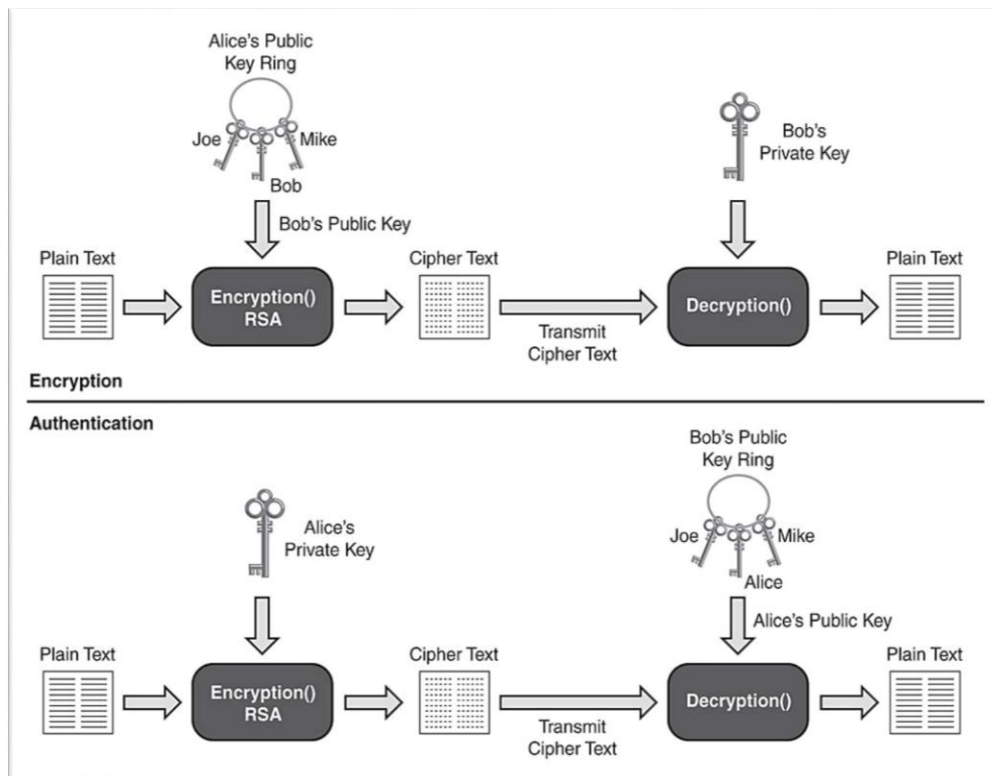 Alice's Public
Key Ring
Joe
Mike
Bob
Bob's Public Key
Bob's
Private Key
Plain Text
Encryption()
RSA
Cipher Text
Transmit
Cipher Text
Decryption()
Plain Text
Encryption
Authentication
Alice's
Private Key
Bob's Public
Key Ring
Joe
Mike
Alice
Alice's Public Key
Plain Text
Encryption()
RSA
Cipher Text
Transmit
Cipher Text
Decryption()
Plain Text